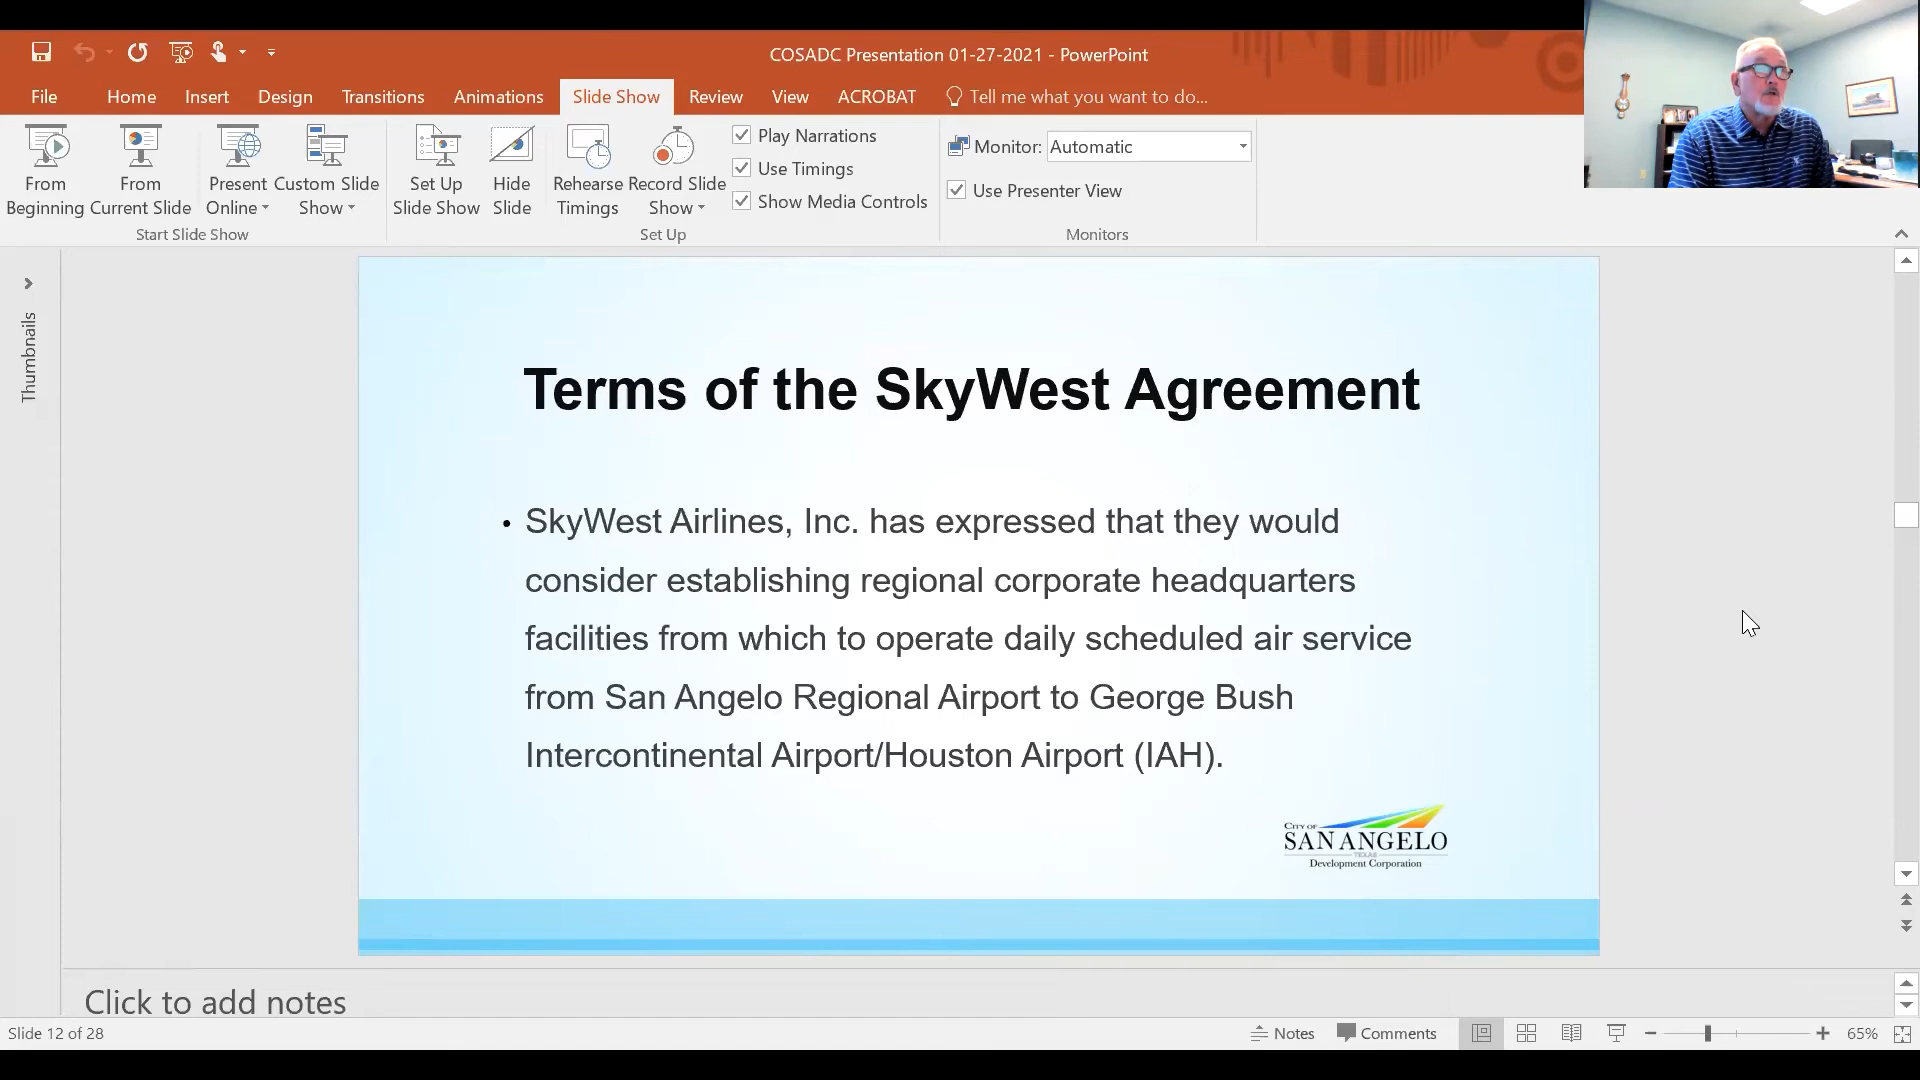 COSADC Presentation 01-27-2021 - PowerPoint
File Home Insert Design Transitions Animations Slide Show Review View ACROBAT Tell me what you want to do...
From Beginning
From Current Slide
Present Online
Custom Slide Show
Set Up Slide Show
Hide Slide
Rehearse Timings
Record Slide Show
Play Narrations
Use Timings
Show Media Controls
Monitor: Automatic
Use Presenter View
Start Slide Show
Set Up
Monitors
Thumbnails
Terms of the SkyWest Agreement
• SkyWest Airlines, Inc. has expressed that they would
consider establishing regional corporate headquarters
facilities from which to operate daily scheduled air service
from San Angelo Regional Airport to George Bush
Intercontinental Airport/Houston Airport (IAH).
CITY OF
SAN ANGELO
TEXAS
Development Corporation
Click to add notes
Slide 12 of 28
Notes
Comments
65%